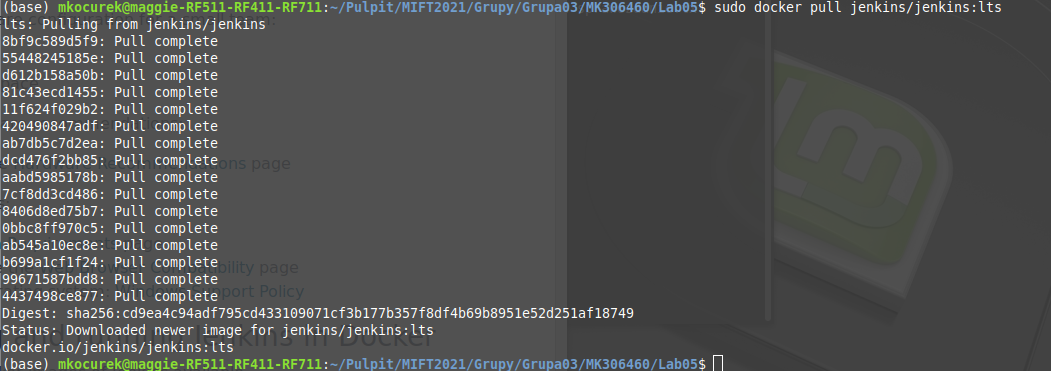 (base) mkocurek@maggie-RF511-RF411-RF711:~/Pulpit/MIFT2021/Grupy/Grupa03/MK306460/Lab05$ sudo docker pull jenkins/jenkins:lts
lts: Pulling from jenkins/jenkins
8bf9c589d5f9: Pull complete
55448245185e: Pull complete
d612b158a50b: Pull complete
81c43ecd1455: Pull complete
11f624f029b2: Pull complete
420490847adf: Pull complete
ab7db5c7d2ea: Pull complete
dcd476f2bb85: Pull complete
aabd5985178b: Pull complete
7cf8dd3cd486: Pull complete
8406d8ed75b7: Pull complete
0bbc8ff970c5: Pull complete
ab545a10ec8e: Pull complete
b699a1cf1f24: Pull complete
99671587bdd8: Pull complete
4437498ce877: Pull complete
Digest: sha256:cd9ea4c94adf795cd433109071cf3b177b357f8df4b69b8951e52d251af18749
Status: Downloaded newer image for jenkins/jenkins:lts
docker.io/jenkins/jenkins:lts
(base) mkocurek@maggie-RF511-RF411-RF711:~/Pulpit/MIFT2021/Grupy/Grupa03/MK306460/Lab05$